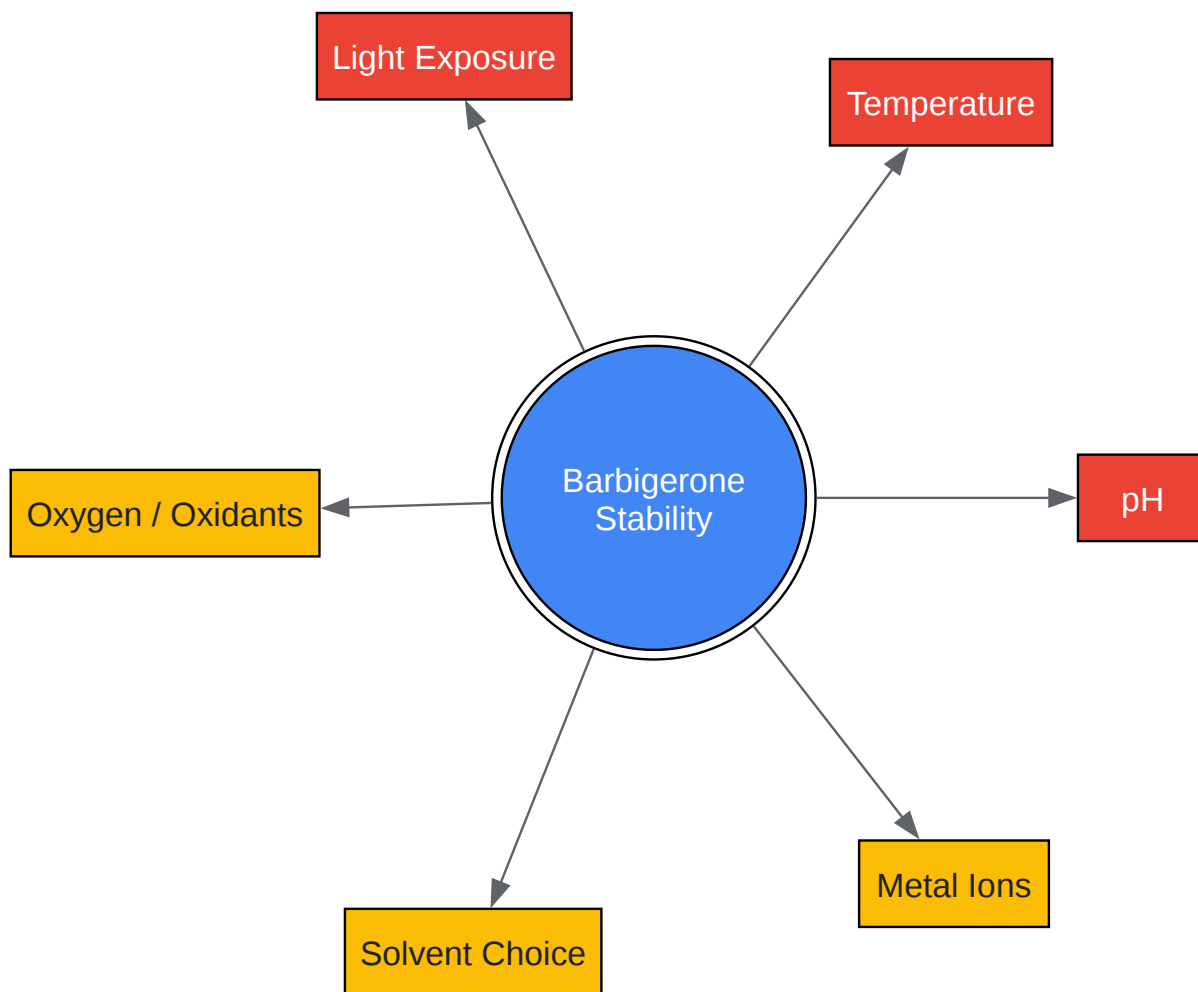 Light Exposure
Temperature
Barbigerone
Stability
pH
Oxygen / Oxidants
Metal Ions
Solvent Choice